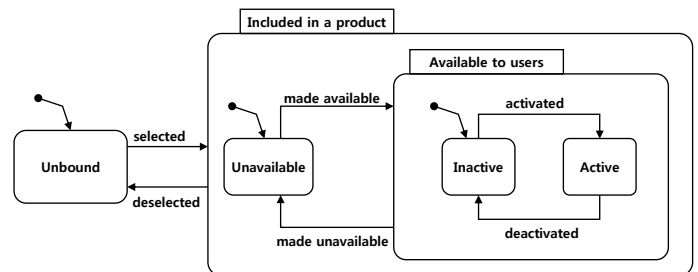 Included in a product
Available to users
made available
activated
selected
Unbound
Unavailable
Inactive
Active
deselected
made unavailable
deactivated